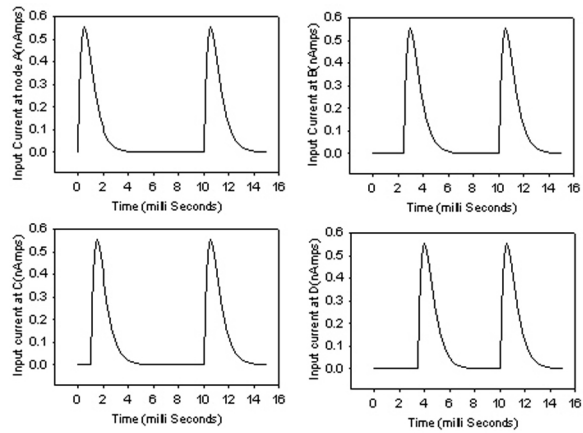 Input Current at node A(nAmps)
0.6
0.5
0.4
0.3
0.2
0.1
0.0
0 2 4 6 8 10 12 14 16
Time (milli Seconds)
Input Current at B(nAmps)
0.6
0.5
0.4
0.3
0.2
0.1
0.0
0 2 4 6 8 10 12 14 16
Time (milli Seconds)
Input current at C(nAmps)
0.6
0.5
0.4
0.3
0.2
0.1
0.0
0 2 4 6 8 10 12 14 16
Time (milli Seconds)
Input current at D(nAmps)
0.6
0.5
0.4
0.3
0.2
0.1
0.0
0 2 4 6 8 10 12 14 16
Time (milli Seconds)